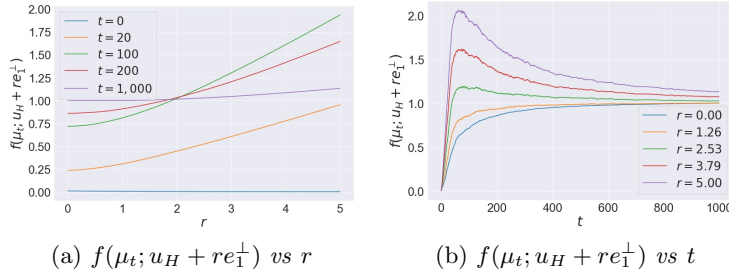 2.00
1.75
1.50
1.25
1.00
0.75
0.50
0.25
0.00
f(μ_t; u_H + re_1^⊥)
t = 0
t = 20
t = 100
t = 200
t = 1,000
0 1 2 3 4 5
r
2.0
1.5
1.0
0.5
0.0
f(μ_t; u_H + re_1^⊥)
r = 0.00
r = 1.26
r = 2.53
r = 3.79
r = 5.00
0 200 400 600 800 1000
t
(a) f(μ_t; u_H + re_1^⊥) vs r
(b) f(μ_t; u_H + re_1^⊥) vs t